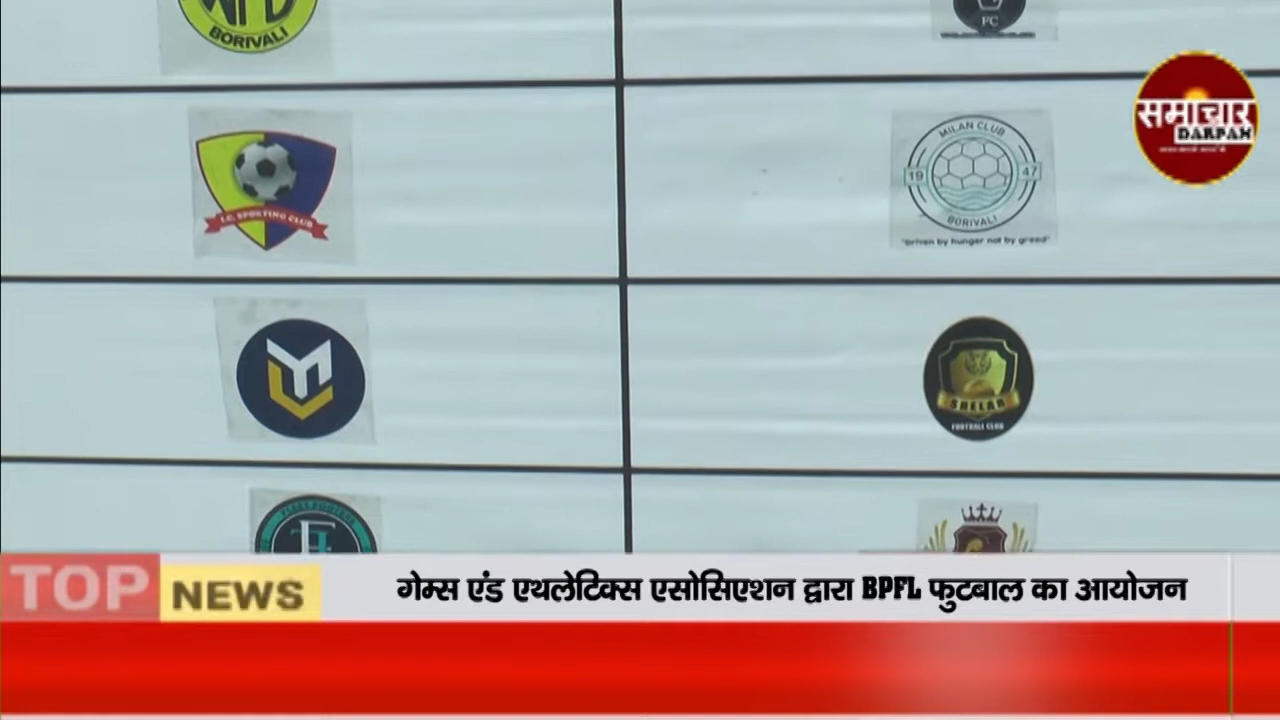 BORIVALI
FC
समाचार
DARPAN
I.C. SPORTING CLUB
MILAN CLUB
19 47
BORIVALI
"driven by hunger not by greed"
SHELAR
FOOTBALL CLUB
TOP NEWS
गेम्स एंड एथलेटिक्स एसोसिएशन द्वारा BPFL फुटबाल का आयोजन